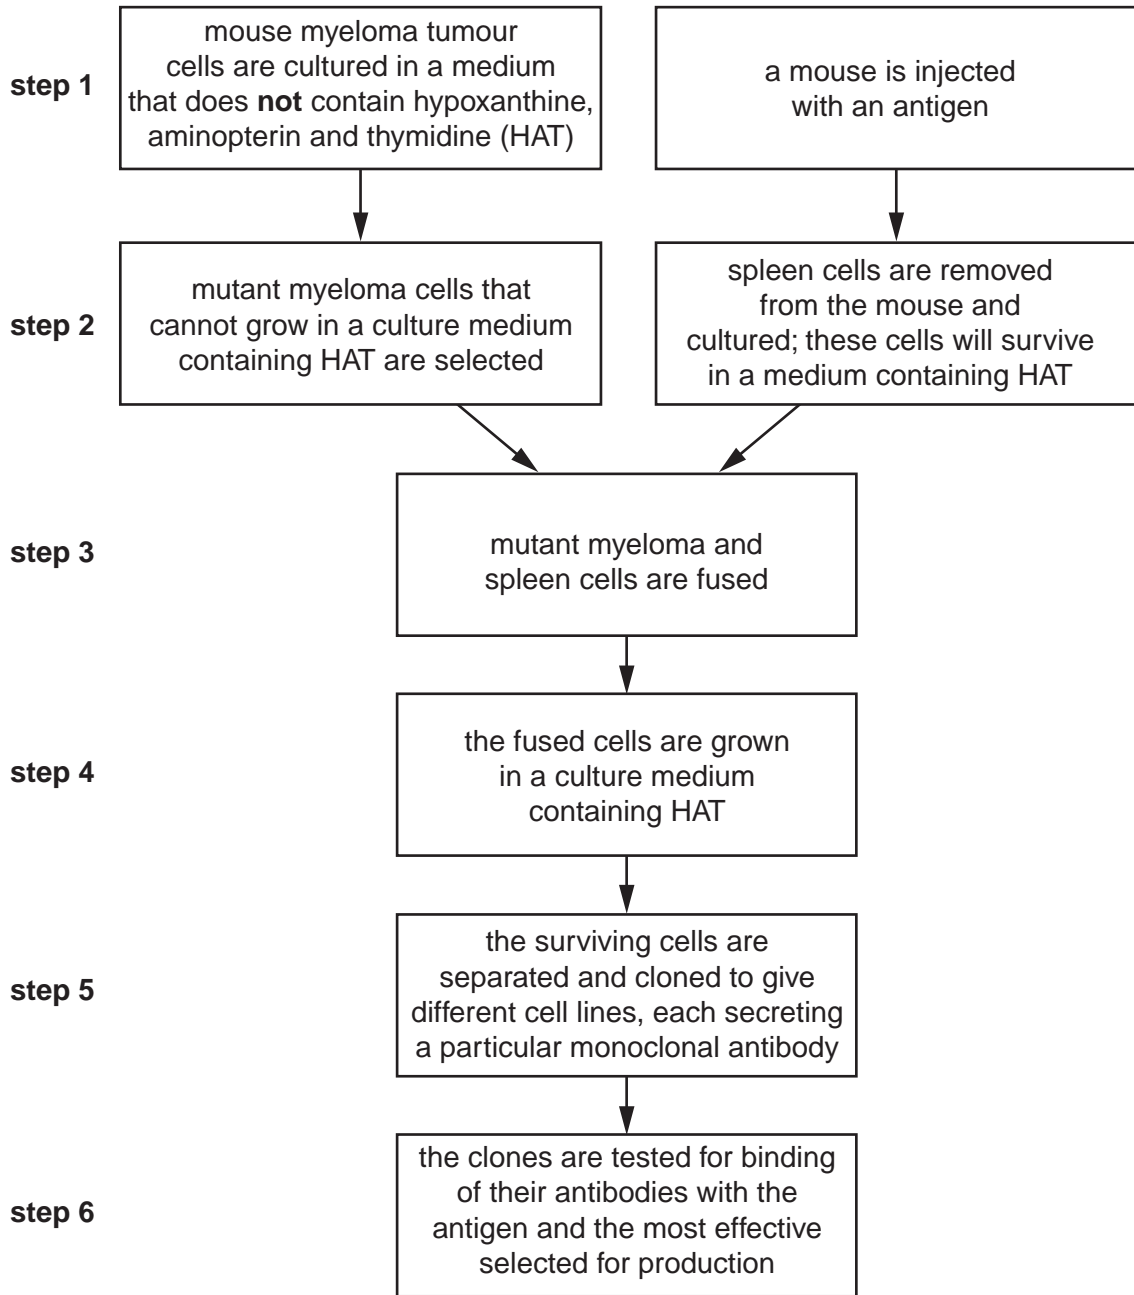 step 1
mouse myeloma tumour
cells are cultured in a medium
that does not contain hypoxanthine,
aminopterin and thymidine (HAT)
a mouse is injected
with an antigen
step 2
mutant myeloma cells that
cannot grow in a culture medium
containing HAT are selected
spleen cells are removed
from the mouse and
cultured; these cells will survive
in a medium containing HAT
step 3
mutant myeloma and
spleen cells are fused
step 4
the fused cells are grown
in a culture medium
containing HAT
step 5
the surviving cells are
separated and cloned to give
different cell lines, each secreting
a particular monoclonal antibody
step 6
the clones are tested for binding
of their antibodies with the
antigen and the most effective
selected for production